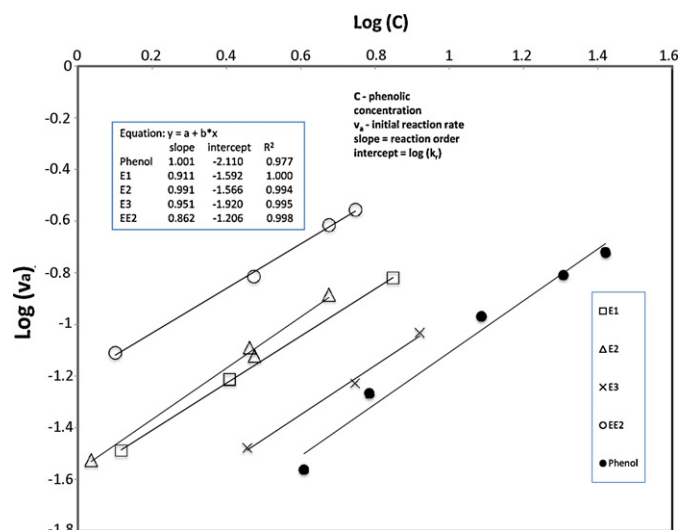 Log (C)
0 0.2 0.4 0.6 0.8 1 1.2 1.4 1.6
0
-0.2
-0.4
-0.6
-0.8
-1
-1.2
-1.4
-1.6
-1.8
Log (va)
C - phenolic
concentration
va - initial reaction rate
slope = reaction order
intercept = log (kr)
Equation: y = a + b*x
slope intercept R²
Phenol 1.001 -2.110 0.977
E1 0.911 -1.592 1.000
E2 0.991 -1.566 0.994
E3 0.951 -1.920 0.995
EE2 0.862 -1.206 0.998
E1
E2
E3
EE2
Phenol